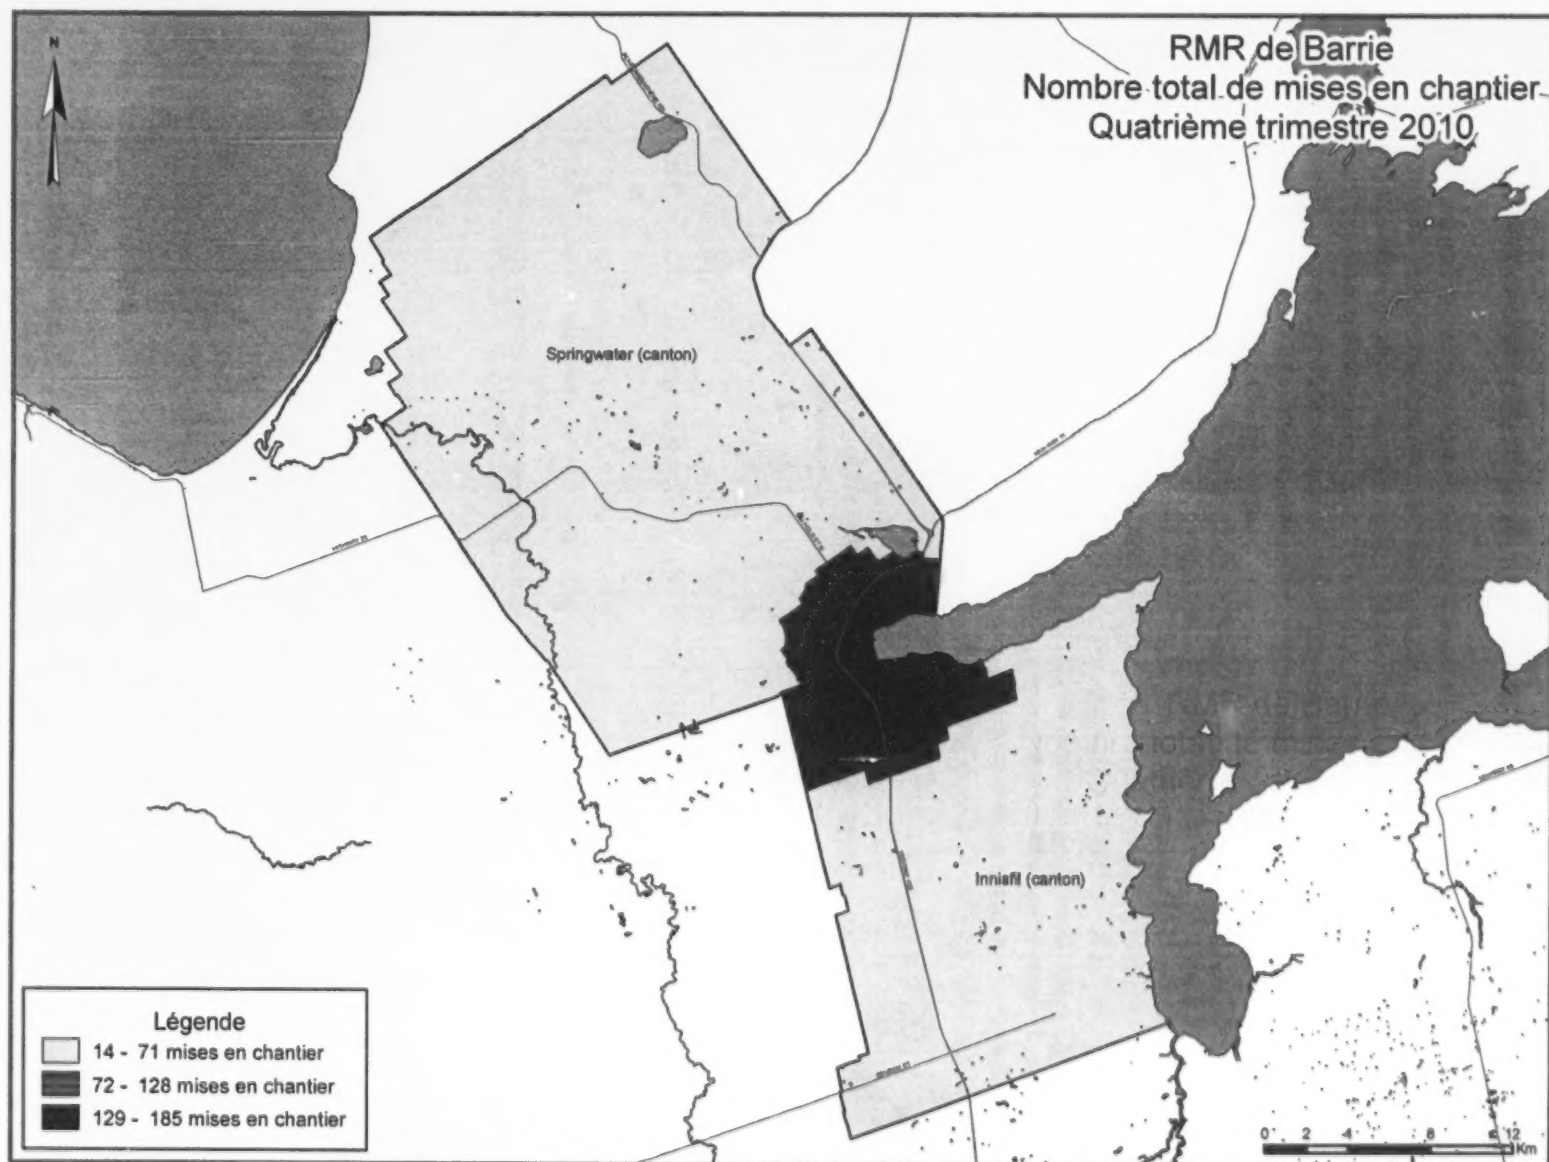 N
RMR de Barrie
Nombre total de mises en chantier
Quatrième trimestre 2010
Springwater (canton)
Innisfil (canton)
Légende
14 - 71 mises en chantier
72 - 128 mises en chantier
129 - 185 mises en chantier
0 2 4 8 12
Km